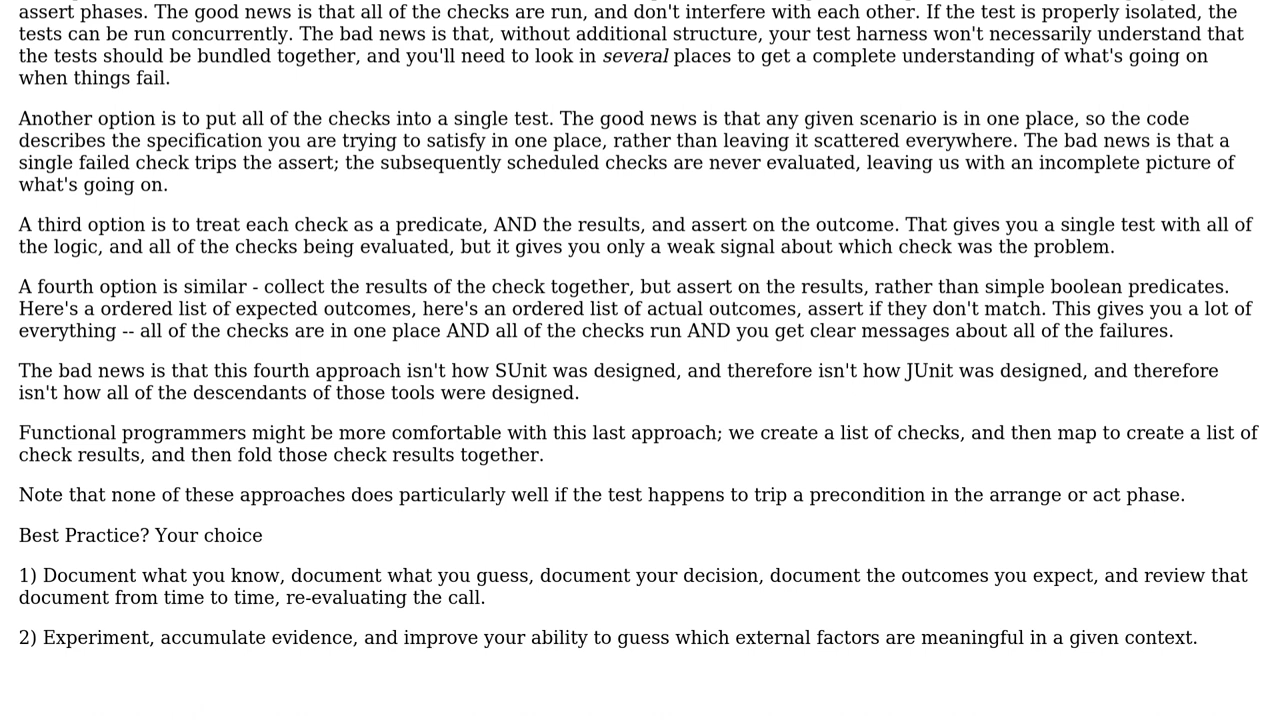 assert phases. The good news is that all of the checks are run, and don't interfere with each other. If the test is properly isolated, the
tests can be run concurrently. The bad news is that, without additional structure, your test harness won't necessarily understand that
the tests should be bundled together, and you'll need to look in several places to get a complete understanding of what's going on
when things fail.
Another option is to put all of the checks into a single test. The good news is that any given scenario is in one place, so the code
describes the specification you are trying to satisfy in one place, rather than leaving it scattered everywhere. The bad news is that a
single failed check trips the assert; the subsequently scheduled checks are never evaluated, leaving us with an incomplete picture of
what's going on.
A third option is to treat each check as a predicate, AND the results, and assert on the outcome. That gives you a single test with all of
the logic, and all of the checks being evaluated, but it gives you only a weak signal about which check was the problem.
A fourth option is similar - collect the results of the check together, but assert on the results, rather than simple boolean predicates.
Here's a ordered list of expected outcomes, here's an ordered list of actual outcomes, assert if they don't match. This gives you a lot of
everything -- all of the checks are in one place AND all of the checks run AND you get clear messages about all of the failures.
The bad news is that this fourth approach isn't how SUnit was designed, and therefore isn't how JUnit was designed, and therefore
isn't how all of the descendants of those tools were designed.
Functional programmers might be more comfortable with this last approach; we create a list of checks, and then map to create a list of
check results, and then fold those check results together.
Note that none of these approaches does particularly well if the test happens to trip a precondition in the arrange or act phase.
Best Practice? Your choice
1) Document what you know, document what you guess, document your decision, document the outcomes you expect, and review that
document from time to time, re-evaluating the call.
2) Experiment, accumulate evidence, and improve your ability to guess which external factors are meaningful in a given context.